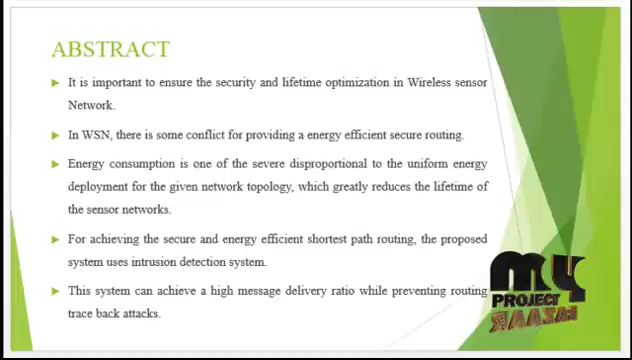 ABSTRACT
It is important to ensure the security and lifetime optimization in Wireless sensor
Network.
In WSN, there is some conflict for providing a energy efficient secure routing.
Energy consumption is one of the severe disproportional to the uniform energy
deployment for the given network topology, which greatly reduces the lifetime of
the sensor networks.
For achieving the secure and energy efficient shortest path routing, the proposed
system uses intrusion detection system.
This system can achieve a high message delivery ratio while preventing routing
trace back attacks.
my
PROJECT
BAZAAR